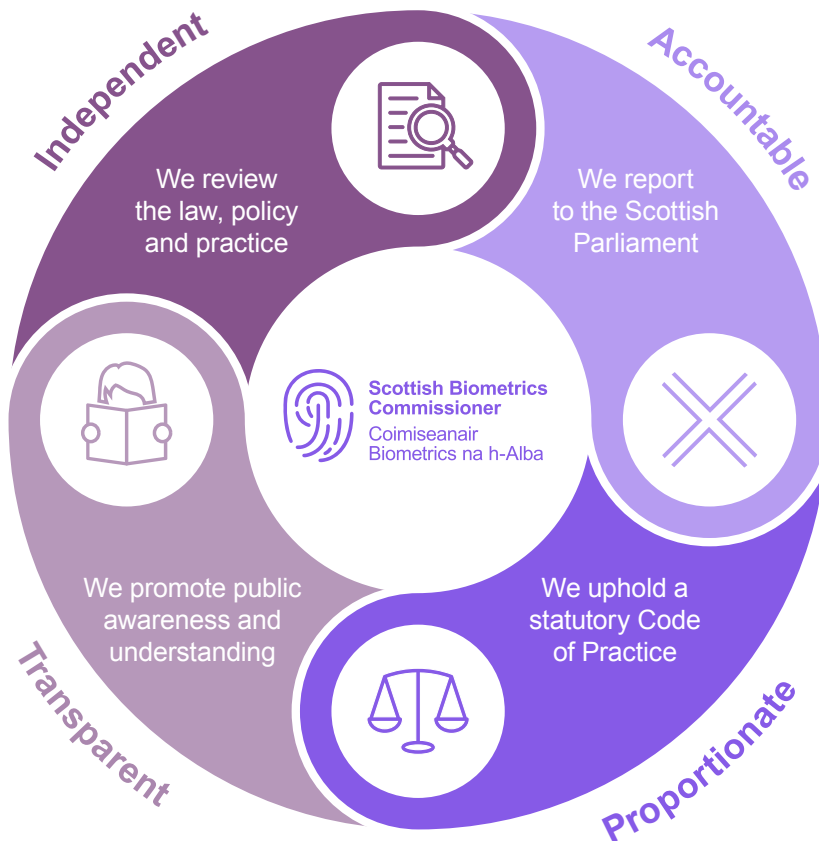 Independent
We review
the law, policy
and practice
Accountable
We report
to the Scottish
Parliament
Scottish Biometrics
Commissioner
Coimiseanair
Biometrics na h-Alba
We promote public
awareness and
understanding
Transparent
We uphold a
statutory Code
of Practice
Proportionate